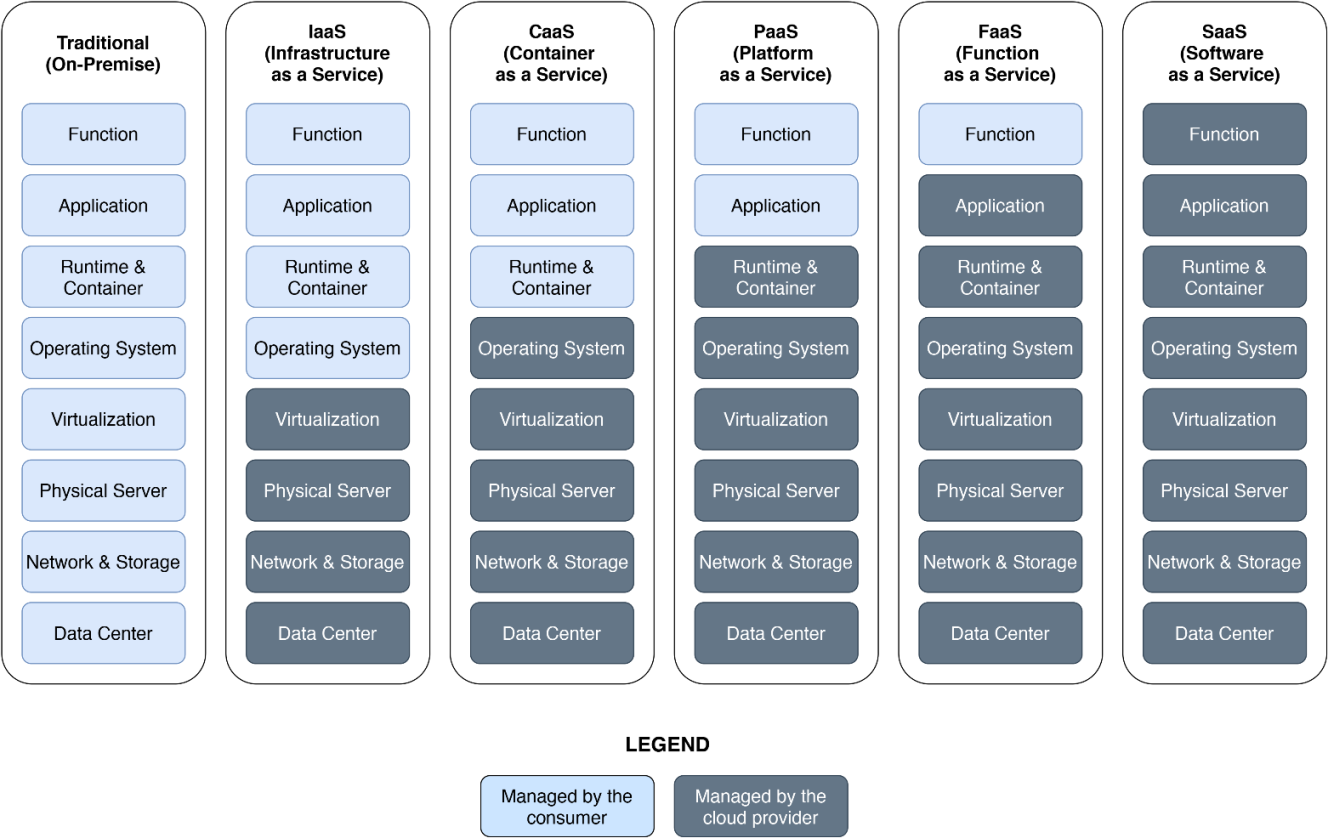 Traditional
(On-Premise)
Function
Application
Runtime &
Container
Operating System
Virtualization
Physical Server
Network & Storage
Data Center
IaaS
(Infrastructure
as a Service)
Function
Application
Runtime &
Container
Operating System
Virtualization
Physical Server
Network & Storage
Data Center
CaaS
(Container
as a Service)
Function
Application
Runtime &
Container
Operating System
Virtualization
Physical Server
Network & Storage
Data Center
PaaS
(Platform
as a Service)
Function
Application
Runtime &
Container
Operating System
Virtualization
Physical Server
Network & Storage
Data Center
FaaS
(Function
as a Service)
Function
Application
Runtime &
Container
Operating System
Virtualization
Physical Server
Network & Storage
Data Center
SaaS
(Software
as a Service)
Function
Application
Runtime &
Container
Operating System
Virtualization
Physical Server
Network & Storage
Data Center
LEGEND
Managed by the
consumer
Managed by the
cloud provider